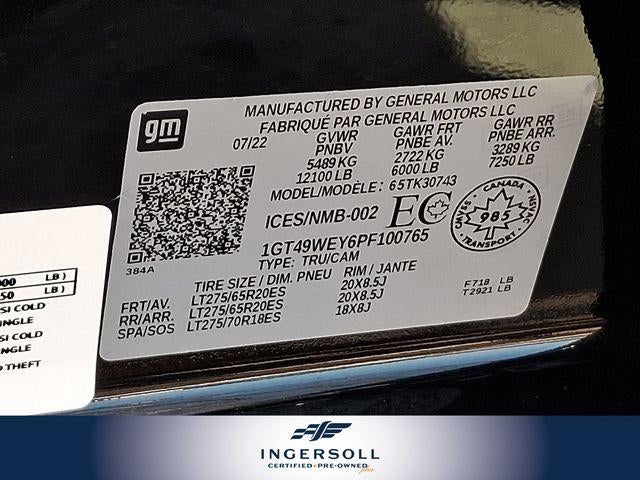 MANUFACTURED BY GENERAL MOTORS LLC
FABRIQUÉ PAR GENERAL MOTORS LLC
gm
07/22
GVWR GAWR FRT GAWR RR
PNBV PNBE AV. PNBE ARR.
5489 KG 2722 KG 3289 KG
12100 LB 6000 LB 7250 LB
MODEL/MODÈLE: 65TK30743
ICES/NMB-002 EC
CANADA 985 CMVSS NSVAC
1GT49WEY6PF100765
TYPE: TRU/CAM
384A
TIRE SIZE / DIM. PNEU RIM / JANTE
FRT/AV. LT275/65R20ES 20X8.5J
RR/ARR. LT275/65R20ES 20X8.5J
SPA/SOS LT275/70R18ES 18X8J
F718 LB
T2921 LB
LB )
LB )
SI COLD
SI COLD
THEFT
INGERSOLL
CERTIFIED • PRE-OWNED plus